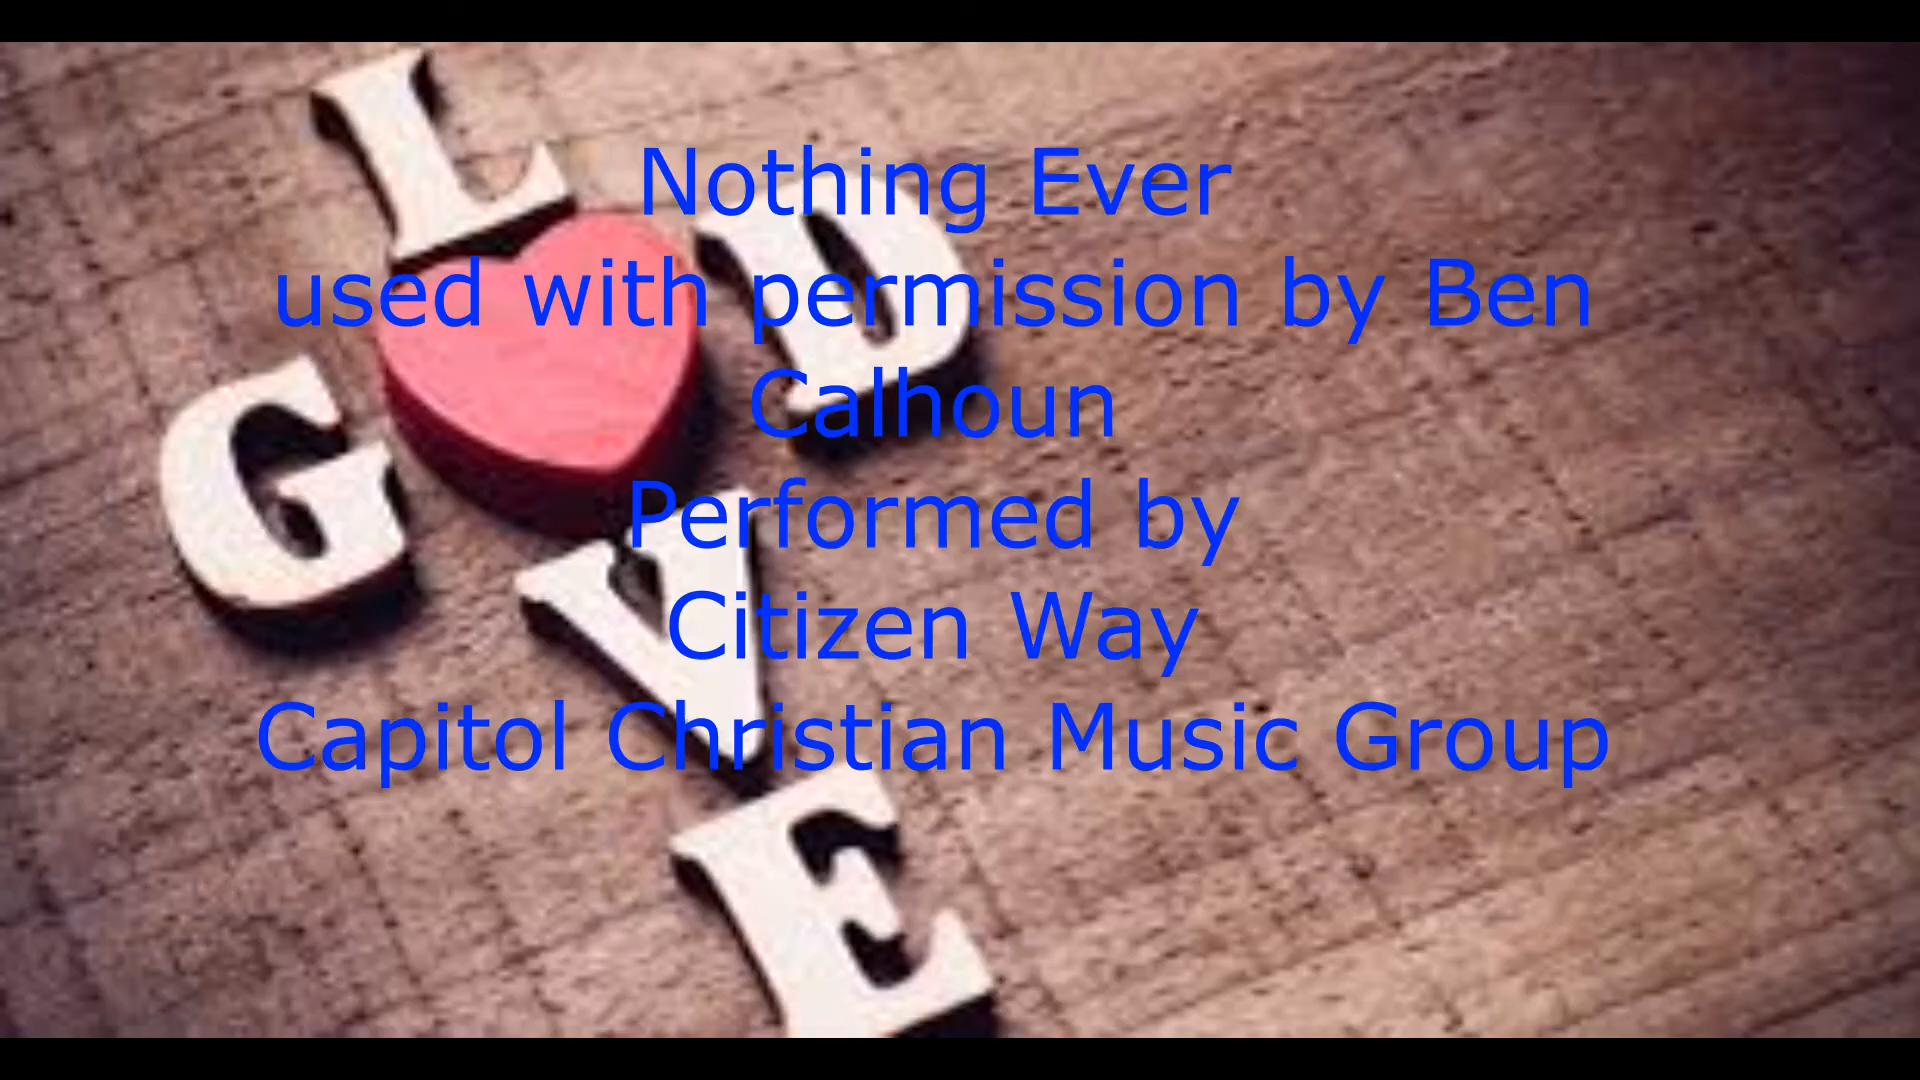 L
Nothing Ever
D
used with permission by Ben
G
Calhoun
Performed by
V
Citizen Way
Capitol Christian Music Group
E